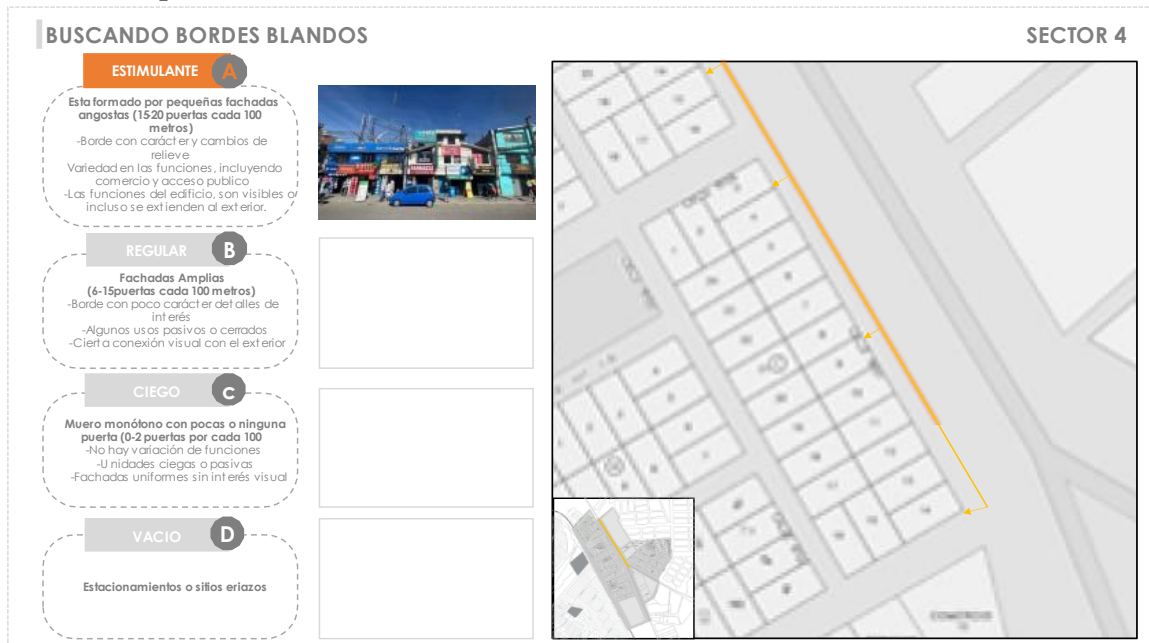 BUSCANDO BORDES BLANDOS
SECTOR 4
ESTIMULANTE A
Esta formado por pequeñas fachadas
angostas (15-20 puertas cada 100
metros)
-Borde con carácter y cambios de
relieve
Variedad en las funciones, incluyendo
comercio y acceso publico
-Las funciones del edificio, son visibles o
incluso se extienden al exterior.
REGULAR B
Fachadas Amplias
(6-15puertas cada 100 metros)
-Borde con poco carácter detalles de
interés
-Algunos usos pasivos o cerrados
-Cierta conexión visual con el exterior
CIEGO C
Muero monótono con pocas o ninguna
puerta (0-2 puertas por cada 100
-No hay variación de funciones
-Unidades ciegas o pasivas
-Fachadas uniformes sin interés visual
VACIO D
Estacionamientos o sitios eriazos